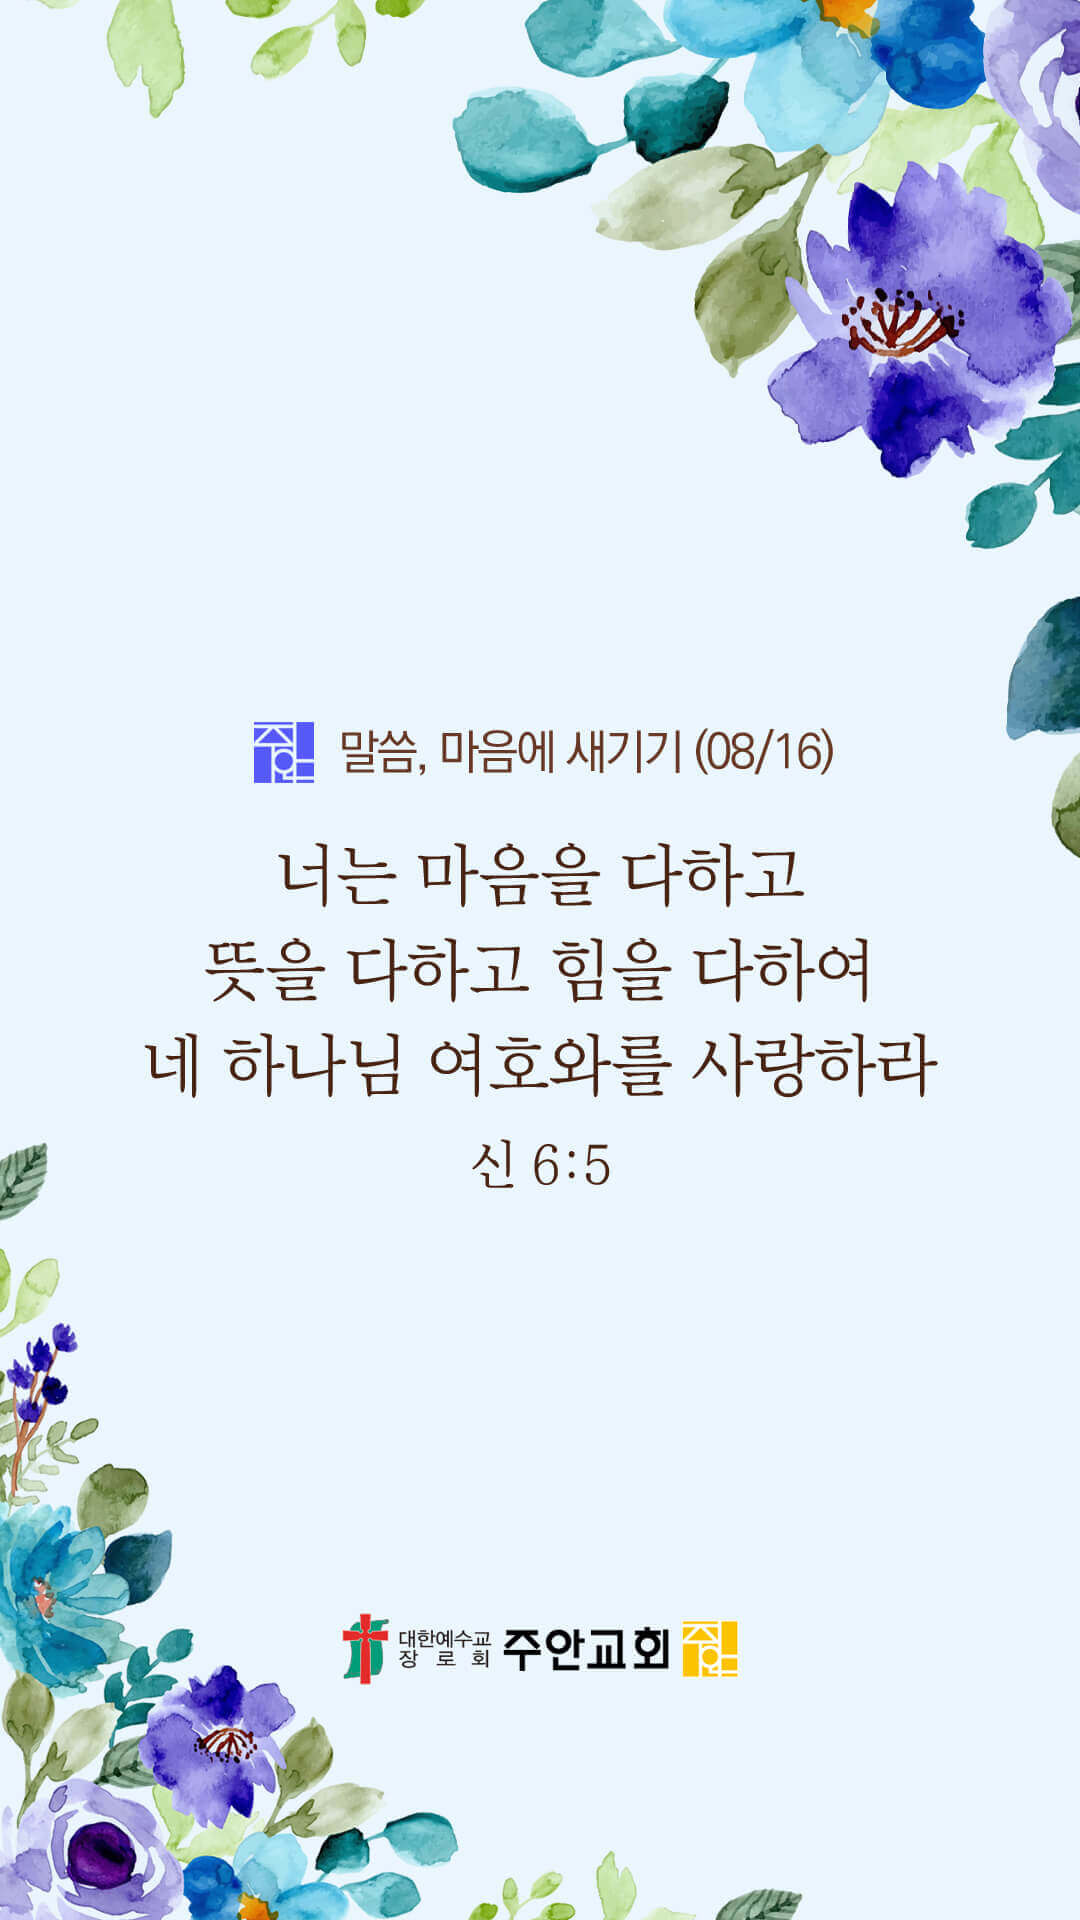 말씀, 마음에 새기기 (08/16)
너는 마음을 다하고
뜻을 다하고 힘을 다하여
네 하나님 여호와를 사랑하라
신 6:5
대한예수교
장로회
주안교회